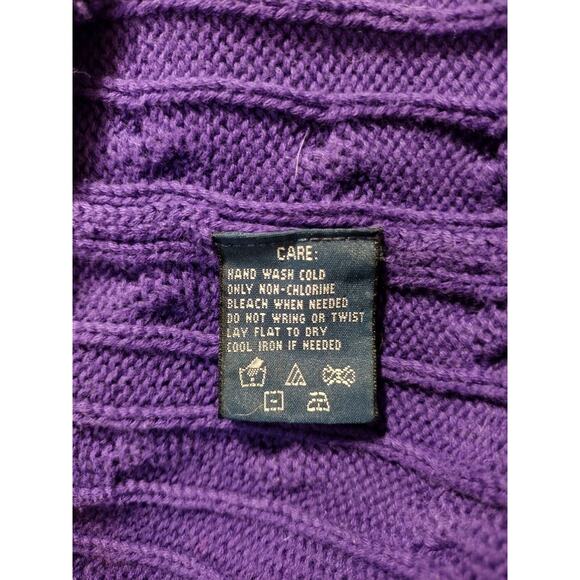 CARE:
HAND WASH COLD
ONLY NON-CHLORINE
BLEACH WHEN NEEDED
DO NOT WRING OR TWIST
LAY FLAT TO DRY
COOL IRON IF NEEDED